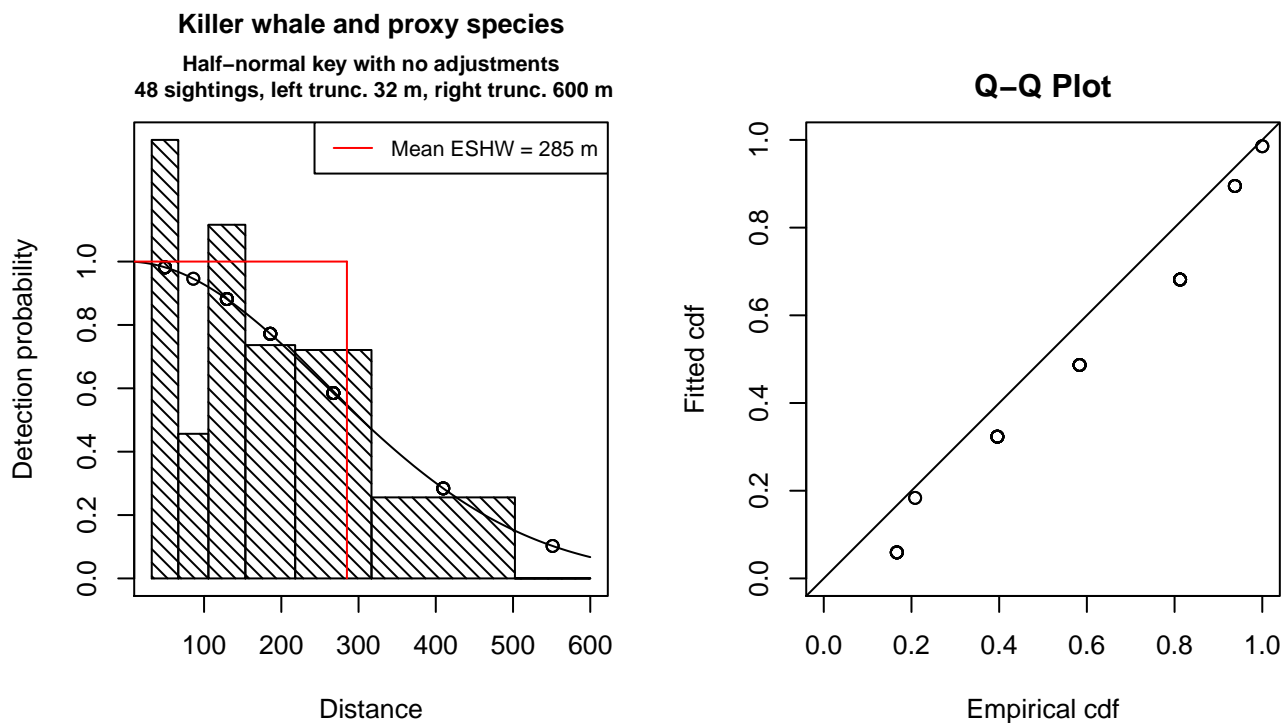 Killer whale and proxy species
Half−normal key with no adjustments
48 sightings, left trunc. 32 m, right trunc. 600 m
Mean ESHW = 285 m
Detection probability
0.0
0.2
0.4
0.6
0.8
1.0
100
200
300
400
500
600
Distance
Q−Q Plot
Fitted cdf
0.0
0.2
0.4
0.6
0.8
1.0
0.0
0.2
0.4
0.6
0.8
1.0
Empirical cdf